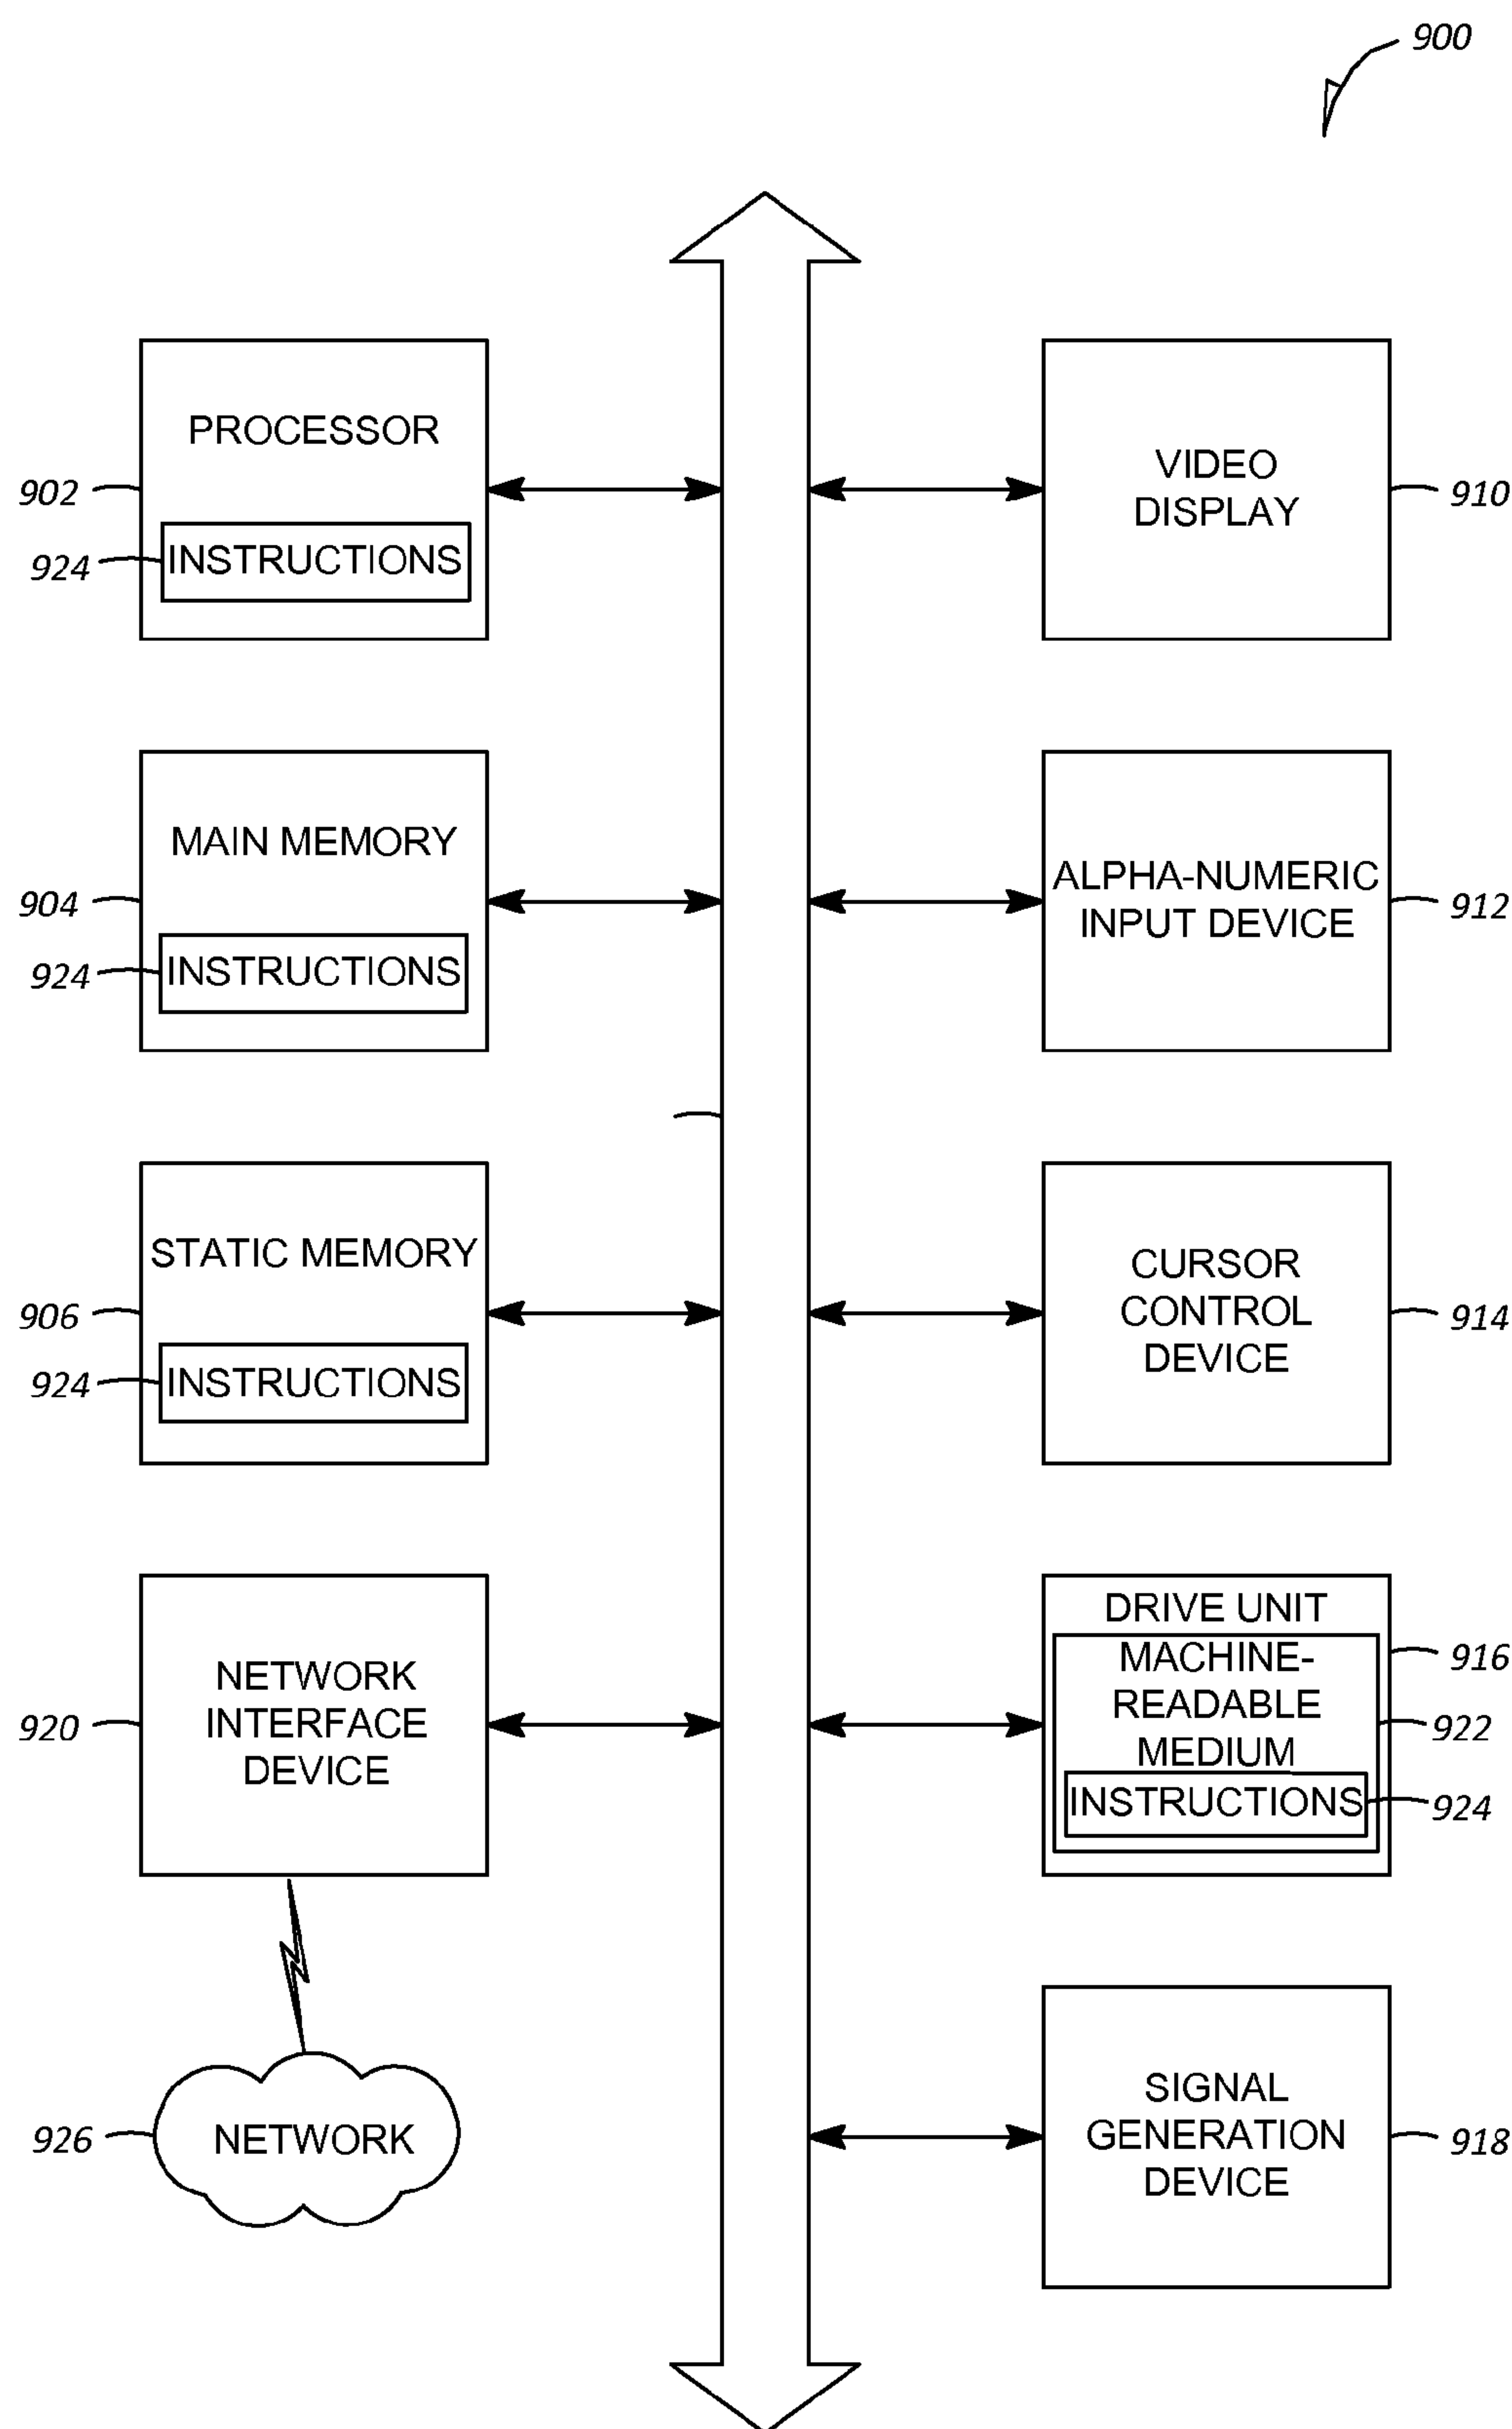 900
PROCESSOR
902
924
INSTRUCTIONS
VIDEO
DISPLAY
910
MAIN MEMORY
904
924
INSTRUCTIONS
ALPHA-NUMERIC
INPUT DEVICE
912
STATIC MEMORY
906
924
INSTRUCTIONS
CURSOR
CONTROL
DEVICE
914
NETWORK
INTERFACE
DEVICE
920
DRIVE UNIT
916
MACHINE-
READABLE
MEDIUM
922
INSTRUCTIONS
924
NETWORK
926
SIGNAL
GENERATION
DEVICE
918